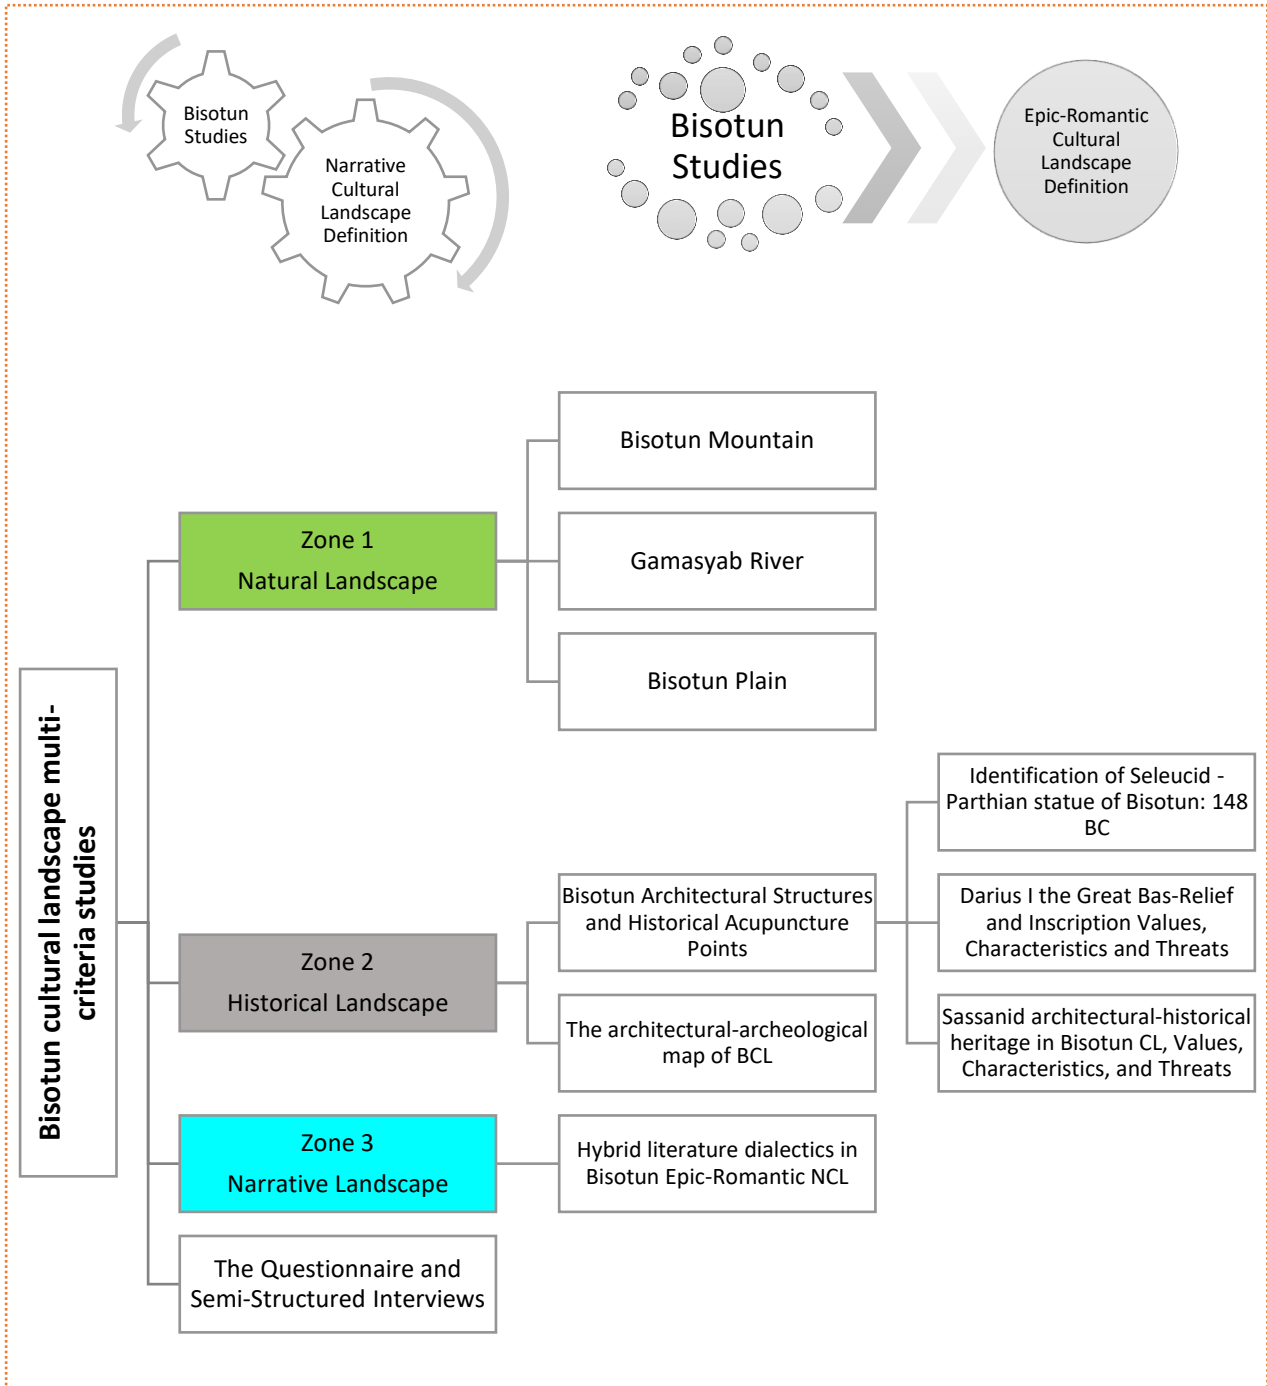 Bisotun
Studies
Narrative
Cultural
Landscape
Definition
Bisotun
Studies
Epic-Romantic
Cultural
Landscape
Definition
Bisotun cultural landscape multi-
criteria studies
Zone 1
Natural Landscape
Bisotun Mountain
Gamasyab River
Bisotun Plain
Zone 2
Historical Landscape
Bisotun Architectural Structures
and Historical Acupuncture
Points
Identification of Seleucid -
Parthian statue of Bisotun: 148
BC
Darius I the Great Bas-Relief
and Inscription Values,
Characteristics and Threats
Sassanid architectural-historical
heritage in Bisotun CL, Values,
Characteristics, and Threats
The architectural-archeological
map of BCL
Zone 3
Narrative Landscape
Hybrid literature dialectics in
Bisotun Epic-Romantic NCL
The Questionnaire and
Semi-Structured Interviews